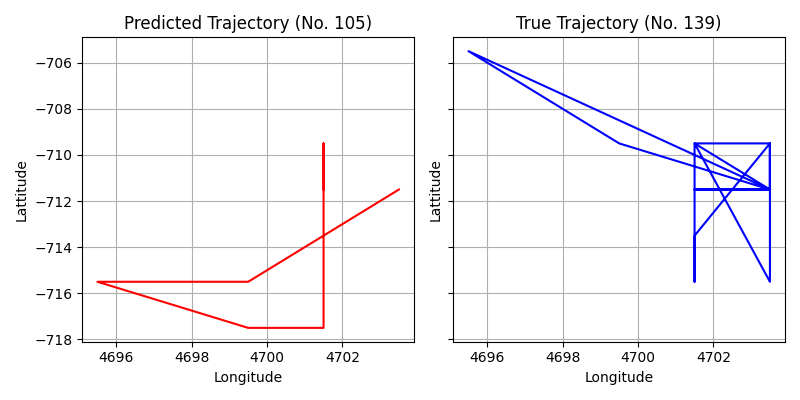 Predicted Trajectory (No. 105)
−706
−708
−710
−712
−714
−716
−718
Lattitude
4696
4698
4700
4702
Longitude
True Trajectory (No. 139)
Lattitude
4696
4698
4700
4702
Longitude